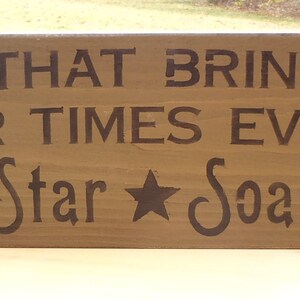 THAT BRIN
R TIMES EV
Star ★ Soa